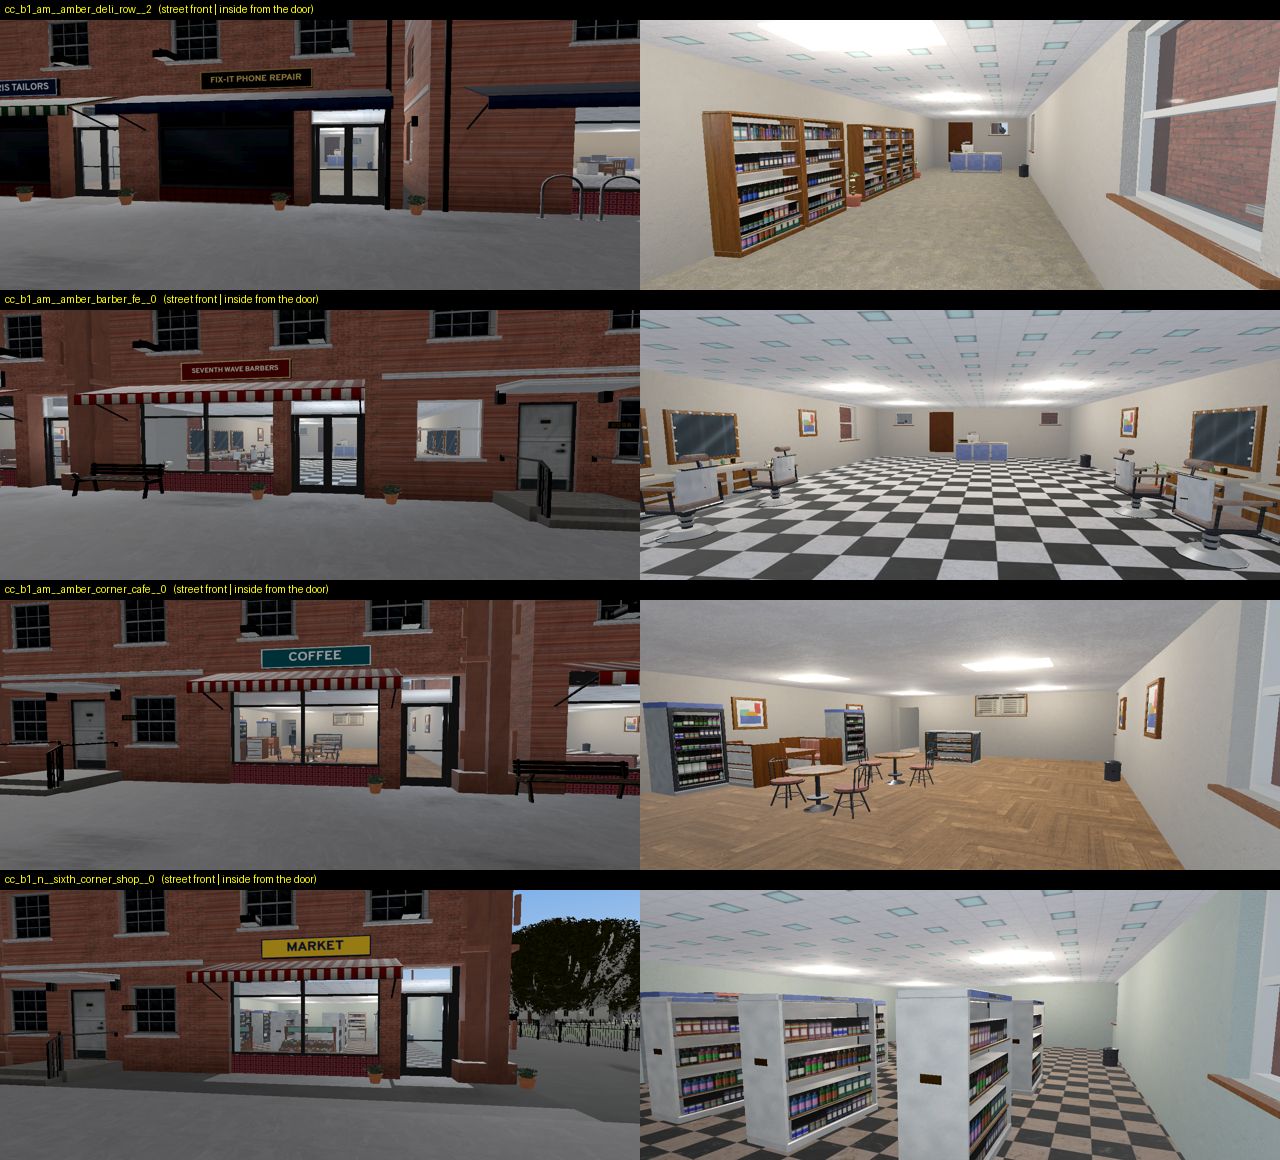 cc_b1_am__amber_deli_row__2 (street front | inside from the door)
RIS TAILORS
FIX-IT PHONE REPAIR
cc_b1_am__amber_barber_fe__0 (street front | inside from the door)
SEVENTH WAVE BARBERS
cc_b1_am__amber_corner_cafe__0 (street front | inside from the door)
COFFEE
cc_b1_n__sixth_corner_shop__0 (street front | inside from the door)
MARKET